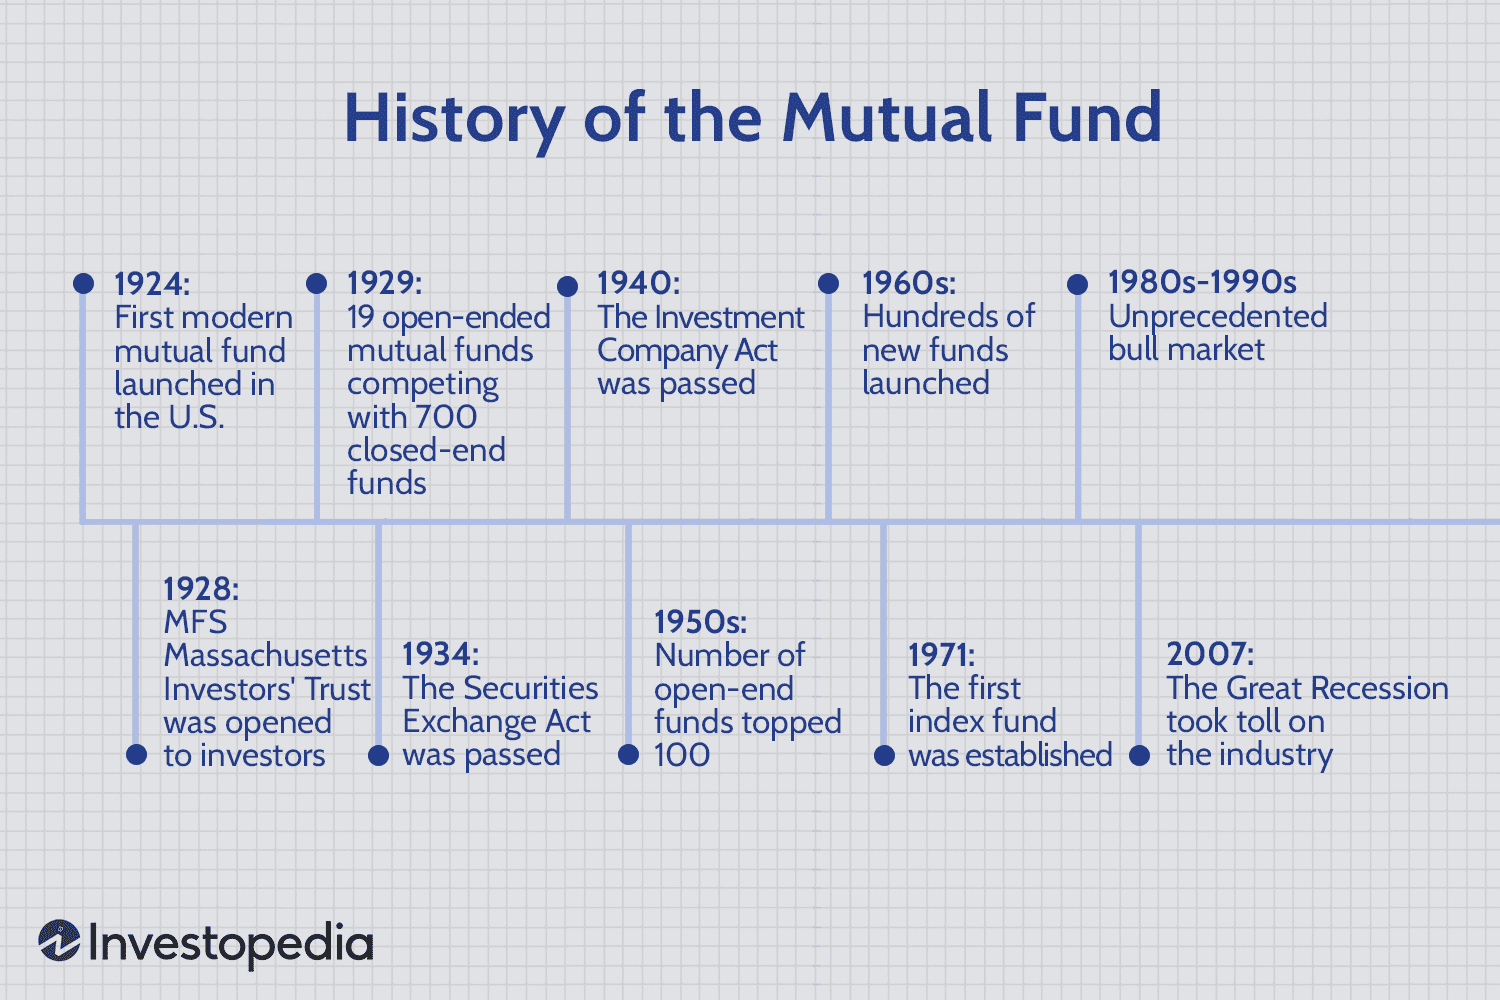 History of the Mutual Fund
1924:
First modern
mutual fund
launched in
the U.S.
1929:
19 open-ended
mutual funds
competing
with 700
closed-end
funds
1940:
The Investment
Company Act
was passed
1960s:
Hundreds of
new funds
launched
1980s-1990s
Unprecedented
bull market
1928:
MFS
Massachusetts
Investors' Trust
was opened
to investors
1934:
The Securities
Exchange Act
was passed
1950s:
Number of
open-end
funds topped
100
1971:
The first
index fund
was established
2007:
The Great Recession
took toll on
the industry
Investopedia